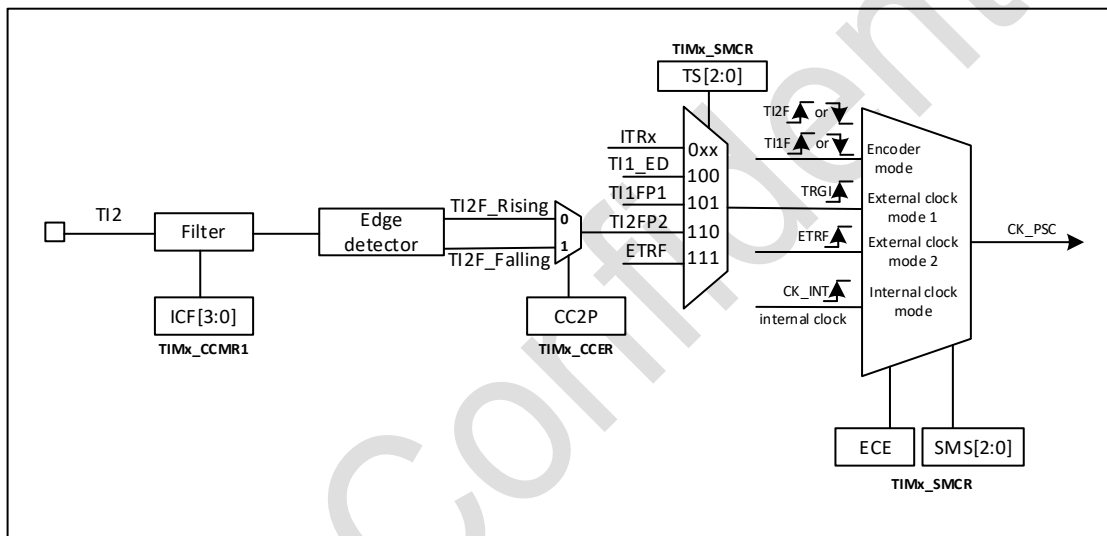 TIMx_SMCR
TS[2:0]
TI2F or
TI1F or
Encoder
mode
ITRx
0xx
TI1_ED
100
TI1FP1
101
TRGI
External clock
mode 1
TI2
Filter
Edge
detector
TI2F_Rising
0
TI2F_Falling
1
TI2FP2
110
ETRF
111
ETRF
External clock
mode 2
CK_PSC
CK_INT
internal clock
Internal clock
mode
ICF[3:0]
TIMx_CCMR1
CC2P
TIMx_CCER
ECE
SMS[2:0]
TIMx_SMCR
Confident